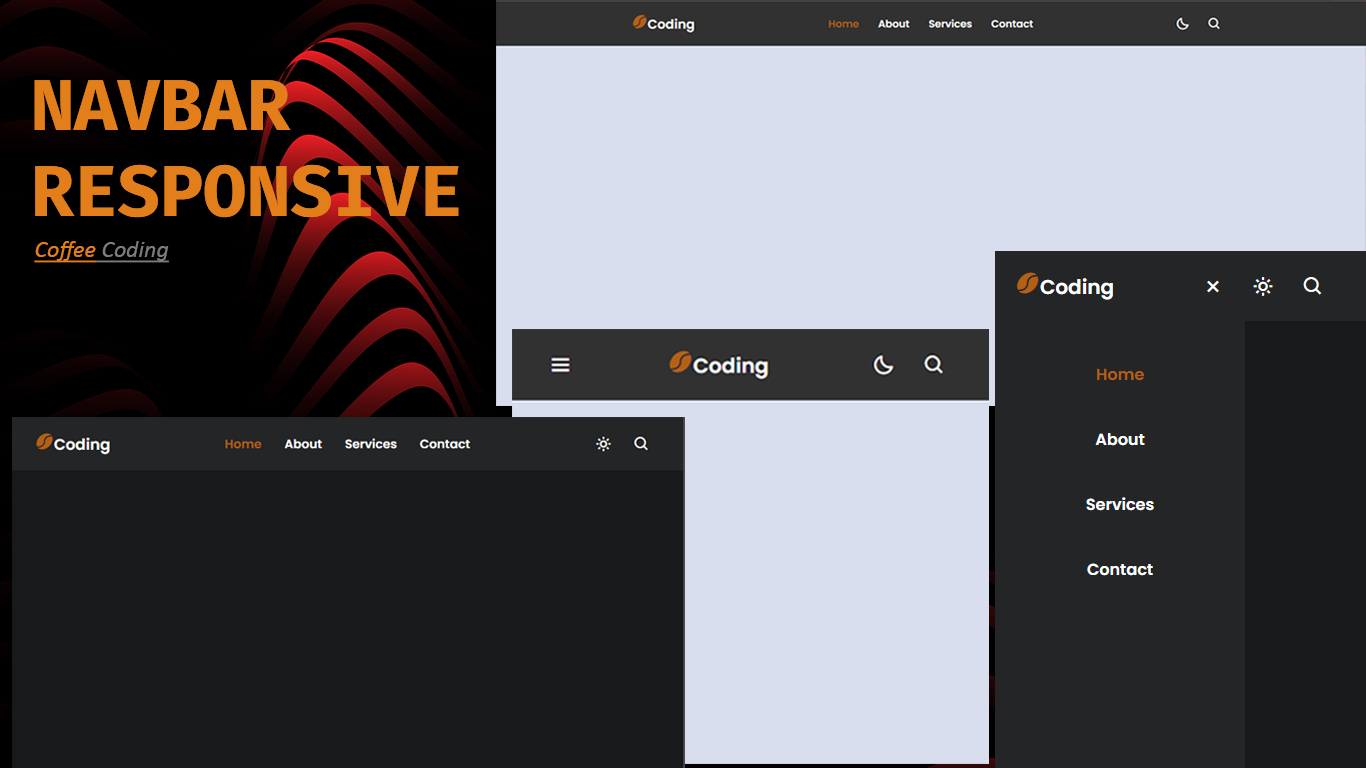 NAVBAR
RESPONSIVE
Coffee Coding
Coding Home About Services Contact
Coding
Coding
Home
About
Services
Contact
Coding Home About Services Contact